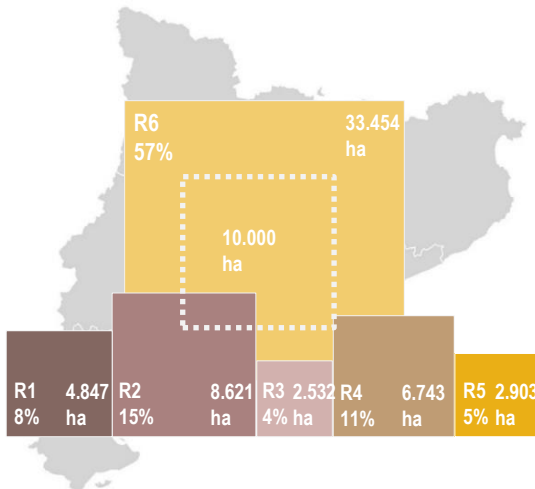 R6 33.454
57% ha
10.000
ha
R1 4.847 R2 8.621 R3 2.532 R4 6.743 R5 2.903
8% ha 15% ha 4% ha 11% ha 5% ha